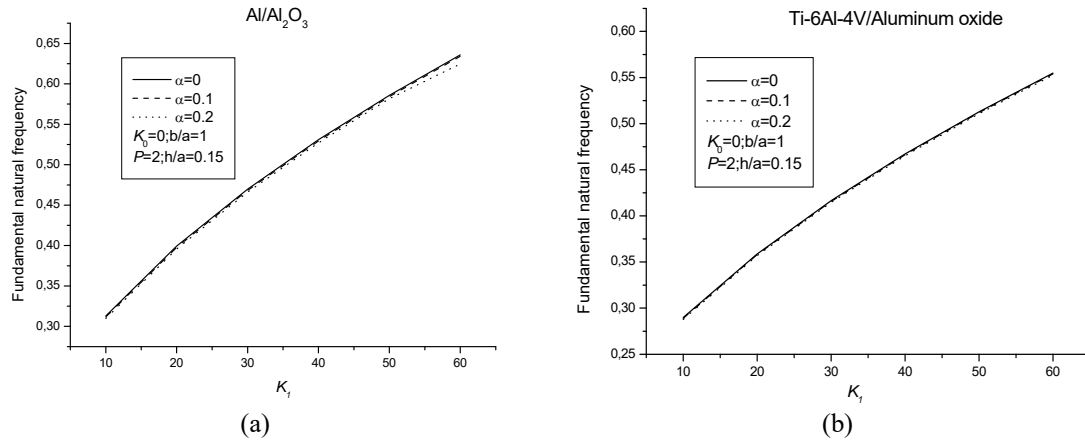 Al/Al₂O₃
0,65
0,60
0,55
0,50
0,45
0,40
0,35
0,30
Fundamental natural frequency
α=0
α=0.1
α=0.2
K₀=0;b/a=1
P=2;h/a=0.15
10 20 30 40 50 60
K₁
(a)
Ti-6Al-4V/Aluminum oxide
0,60
0,55
0,50
0,45
0,40
0,35
0,30
0,25
Fundamental natural frequency
α=0
α=0.1
α=0.2
K₀=0;b/a=1
P=2;h/a=0.15
10 20 30 40 50 60
K₁
(b)